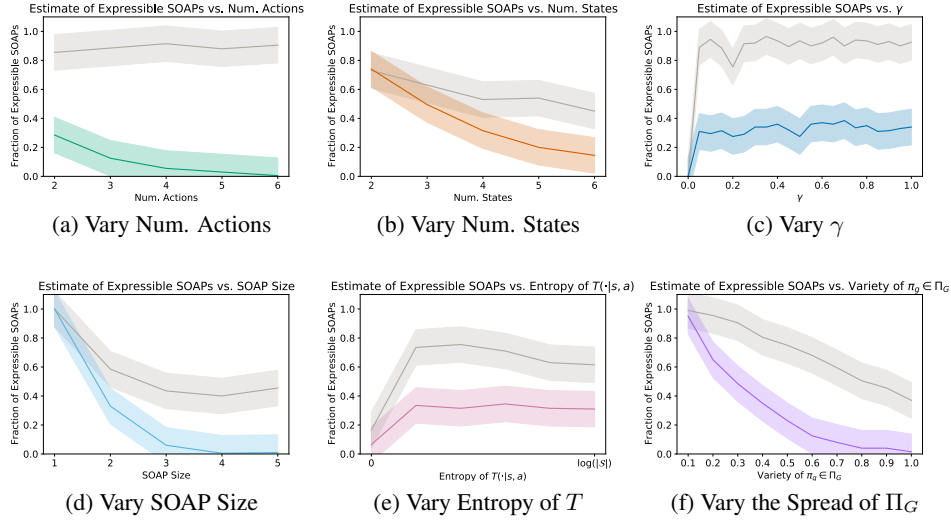 Estimate of Expressible SOAPs vs. Num. Actions
Fraction of Expressible SOAPs
1.0
0.8
0.6
0.4
0.2
0.0
2 3 4 5 6
Num. Actions
(a) Vary Num. Actions
Estimate of Expressible SOAPs vs. Num. States
Fraction of Expressible SOAPs
1.0
0.8
0.6
0.4
0.2
0.0
2 3 4 5 6
Num. States
(b) Vary Num. States
Estimate of Expressible SOAPs vs. γ
Fraction of Expressible SOAPs
1.0
0.8
0.6
0.4
0.2
0.0
0.0 0.2 0.4 0.6 0.8 1.0
γ
(c) Vary γ
Estimate of Expressible SOAPs vs. SOAP Size
Fraction of Expressible SOAPs
1.0
0.8
0.6
0.4
0.2
0.0
1 2 3 4 5
SOAP Size
(d) Vary SOAP Size
Estimate of Expressible SOAPs vs. Entropy of T(·|s, a)
Fraction of Expressible SOAPs
1.0
0.8
0.6
0.4
0.2
0.0
0 log(|S|)
Entropy of T(·|s, a)
(e) Vary Entropy of T
Estimate of Expressible SOAPs vs. Variety of π_g ∈ Π_G
Fraction of Expressible SOAPs
1.0
0.8
0.6
0.4
0.2
0.0
0.1 0.2 0.3 0.4 0.5 0.6 0.7 0.8 0.9 1.0
Variety of π_g ∈ Π_G
(f) Vary the Spread of Π_G